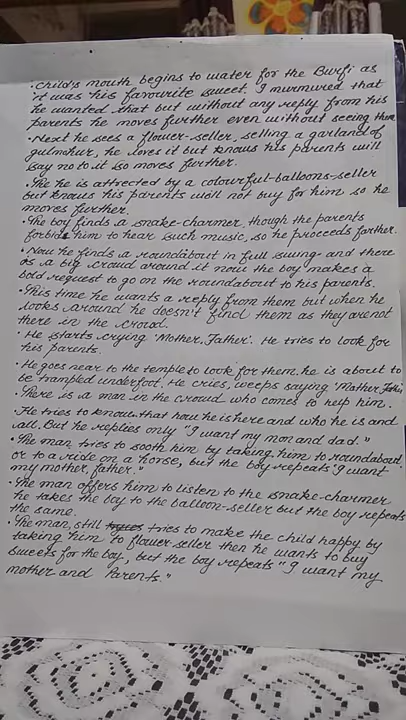 • Child's mouth begins to water for the Burfi as
it was his favourite sweet. I murmured that
he wanted that but without any reply from his
parents he moves further even without seeing them
• Next he sees a flower-seller, selling a garland of
gulmohur, he loves it but knows his parents will
say no to it so moves further.
• The he is attrected by a colourful-ballons-seller
but knows his parents will not buy for him so he
moves further.
• The boy finds a snake-charmer, though the parents
forbids him to hear such music, so he proceeds farther.
• Now he finds a roundabout in full swing and there
is a big croud around it now the boy makes a
bold request to go on the roundabout to his parents.
• This time he wants a reply from them but when he
looks around he doesn't find them as they are not
there in the croud.
• He starts crying 'Mother, Father'. He tries to look for
his parents.
• He goes near to the temple to look for them. he is about to
be trampled underfoot. He cries, weeps saying 'Mother, Father'
• There is a man in the croud who comes to help him.
• He tries to know that how he is here and who he is and
all. But he replies only "I want my mom and dad."
• The man tries to sooth him by taking him to roundabout
or to a ride on a horse, but the boy repeats "I want
my mother, father."
• The man offers him to listen to the snake-charmer
he takes the boy to the balloon-seller but the boy repeats
the same.
• The man, still tries to make the child happy by
taking him to flower-seller then he wants to buy
sweets for the boy, but the boy repeats "I want my
mother and Parents."